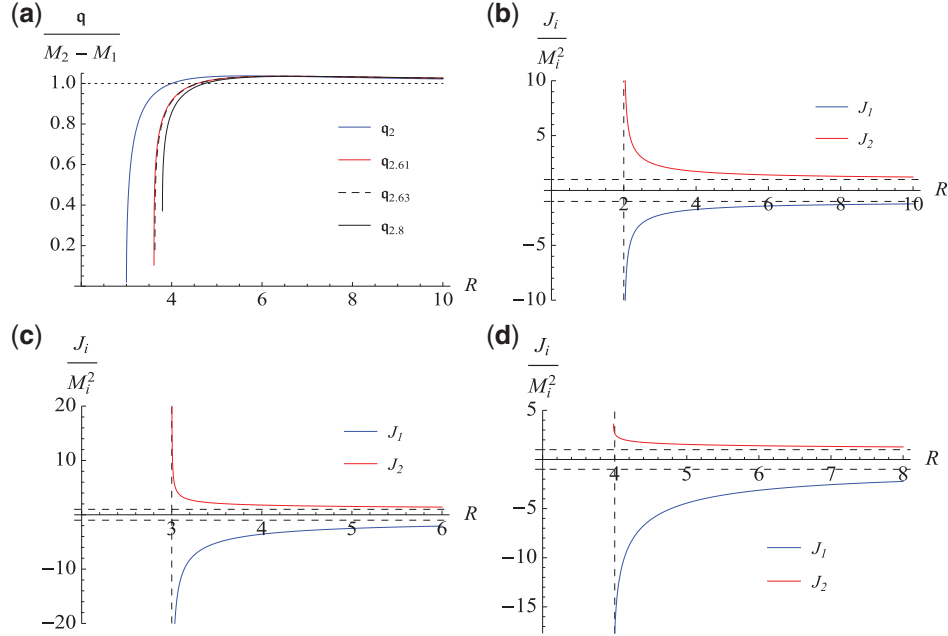 (a)
𝔮
M₂ − M₁
1.0
0.8
0.6
0.4
0.2
4
6
8
10
R
𝔮₂
𝔮₂.₆₁
𝔮₂.₆₃
𝔮₂.₈
(b)
Jᵢ
Mᵢ²
10
5
−5
−10
2
4
6
8
10
R
J₁
J₂
(c)
Jᵢ
Mᵢ²
20
10
−10
−20
3
4
5
6
R
J₁
J₂
(d)
Jᵢ
Mᵢ²
5
−5
−10
−15
4
5
6
7
8
R
J₁
J₂